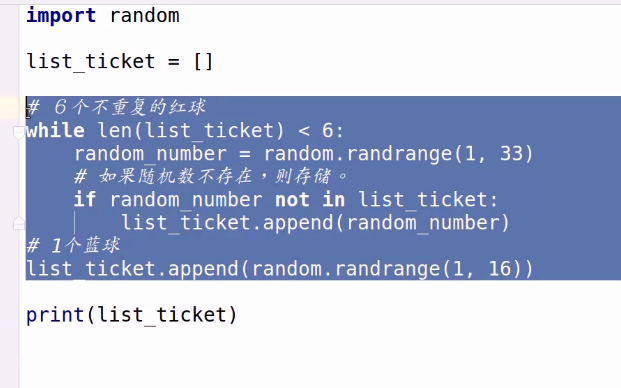 import random
list_ticket = []
# 6个不重复的红球
while len(list_ticket) < 6:
    random_number = random.randrange(1, 33)
    # 如果随机数不存在，则存储。
    if random_number not in list_ticket:
        list_ticket.append(random_number)
# 1个蓝球
list_ticket.append(random.randrange(1, 16))
print(list_ticket)